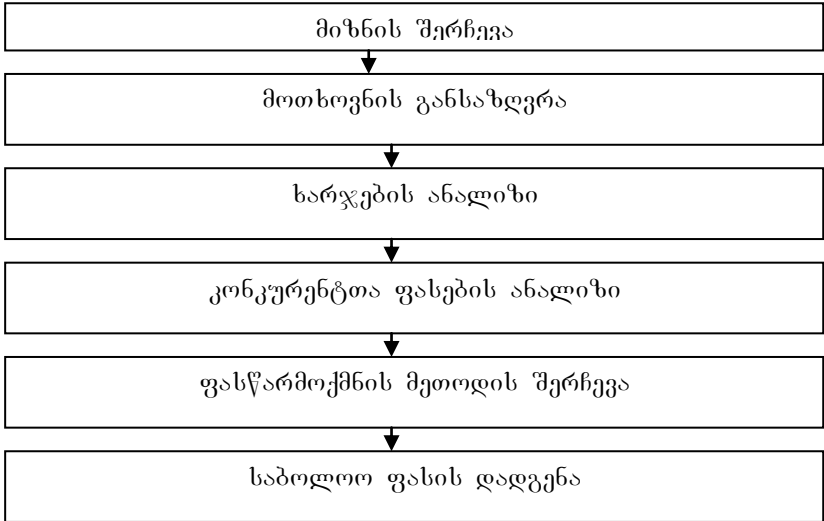 მიზნის შერჩევა
მოთხოვნის განსაზღვრა
ხარჯების ანალიზი
კონკურენტთა ფასების ანალიზი
ფასწარმოქმნის მეთოდის შერჩევა
საბოლოო ფასის დადგენა